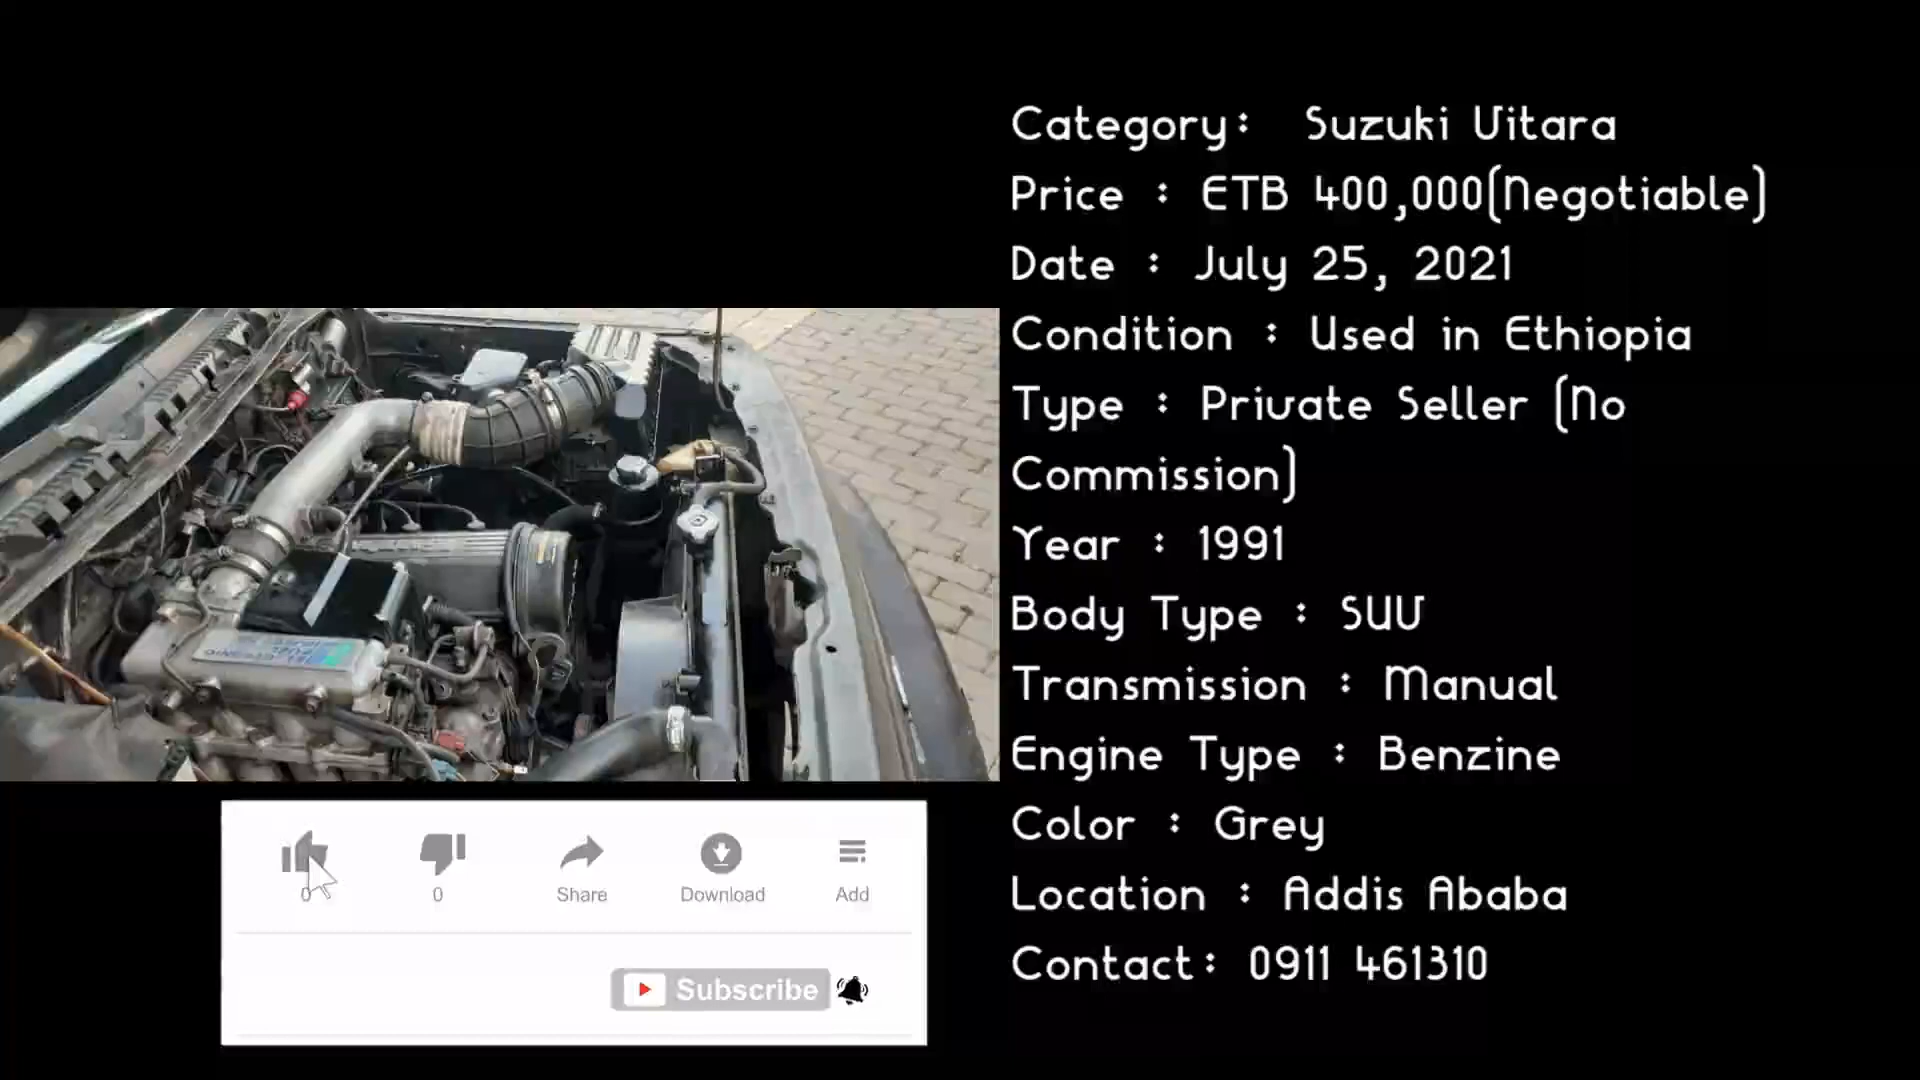 Category: Suzuki Vitara
Price : ETB 400,000(Negotiable)
Date : July 25, 2021
Condition : Used in Ethiopia
Type : Private Seller (No
Commission)
Year : 1991
Body Type : SUV
Transmission : Manual
Engine Type : Benzine
Color : Grey
Location : Addis Ababa
Contact: 0911 461310
0
0
Share
Download
Add
Subscribe